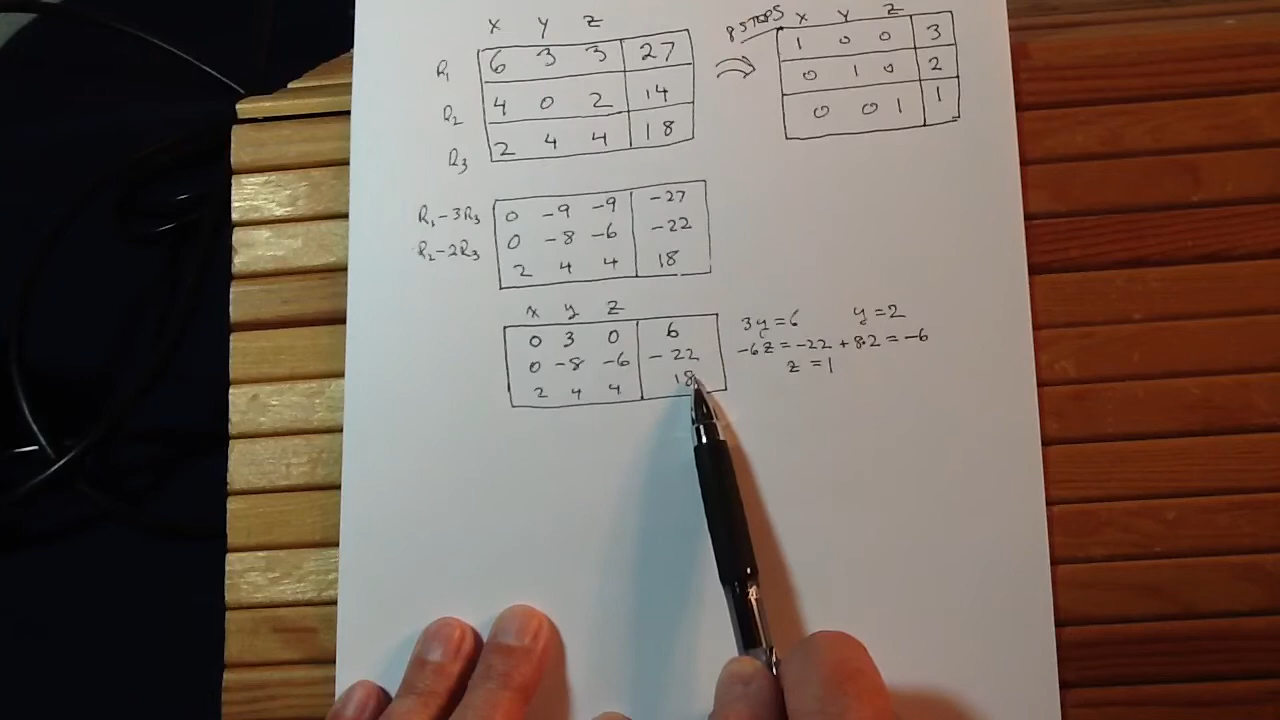 x y z
R₁ 6 3 3 27
R₂ 4 0 2 14
R₃ 2 4 4 18
8 STOPS ⇒
x y z
1 0 0 3
0 1 0 2
0 0 1 1
R₁-3R₃ 0 -9 -9 -27
R₂-2R₃ 0 -8 -6 -22
2 4 4 18
x y z
0 3 0 6
0 -8 -6 -22
2 4 4 18
3y=6 y=2
-6z=-22+8·2=-6
z=1